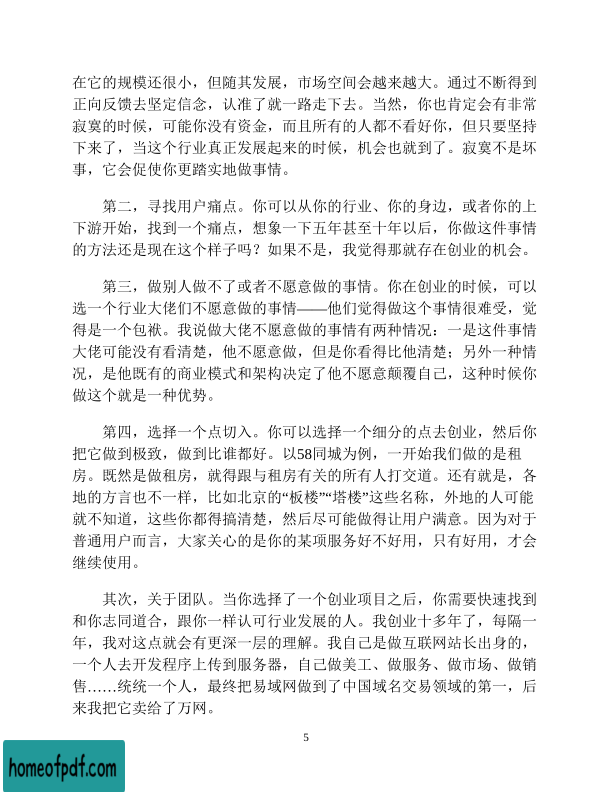 在它的规模还很小，但随其发展，市场空间会越来越大。通过不断得到
正向反馈去坚定信念，认准了就一路走下去。当然，你也肯定会有非常
寂寞的时候，可能你没有资金，而且所有的人都不看好你，但只要坚持
下来了，当这个行业真正发展起来的时候，机会也就到了。寂寞不是坏
事，它会促使你更踏实地做事情。
第二，寻找用户痛点。你可以从你的行业、你的身边，或者你的上
下游开始，找到一个痛点，想象一下五年甚至十年以后，你做这件事情
的方法还是现在这个样子吗？如果不是，我觉得那就存在创业的机会。
第三，做别人做不了或者不愿意做的事情。你在创业的时候，可以
选一个行业大佬们不愿意做的事情——他们觉得做这个事情很难受，觉
得是一个包袱。我说做大佬不愿意做的事情有两种情况：一是这件事情
大佬可能没有看清楚，他不愿意做，但是你看得比他清楚；另外一种情
况，是他既有的商业模式和架构决定了他不愿意颠覆自己，这种时候你
做这个就是一种优势。
第四，选择一个点切入。你可以选择一个细分的点去创业，然后你
把它做到极致，做到比谁都好。以58同城为例，一开始我们做的是租
房。既然是做租房，就得跟与租房有关的所有人打交道。还有就是，各
地的方言也不一样，比如北京的“板楼”“塔楼”这些名称，外地的人可能
就不知道，这些你都得搞清楚，然后尽可能做得让用户满意。因为对于
普通用户而言，大家关心的是你的某项服务好不好用，只有好用，才会
继续使用。
其次，关于团队。当你选择了一个创业项目之后，你需要快速找到
和你志同道合，跟你一样认可行业发展的人。我创业十多年了，每隔一
年，我对这点就会有更深一层的理解。我自己是做互联网站长出身的，
一个人去开发程序上传到服务器，自己做美工、做服务、做市场、做销
售……统统一个人，最终把易域网做到了中国域名交易领域的第一，后
来我把它卖给了万网。
5
homeofpdf.com